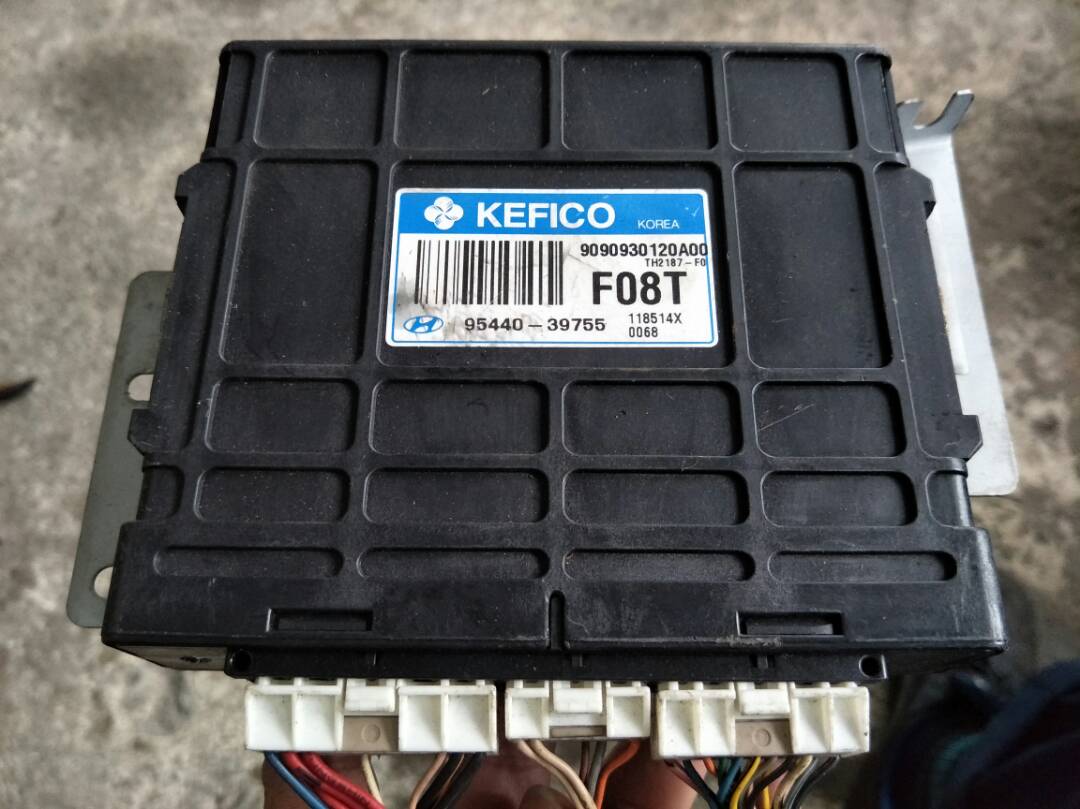 KEFICO KOREA
9090930120A00
TH2187-F0
F08T
95440-39755
118514X
0068